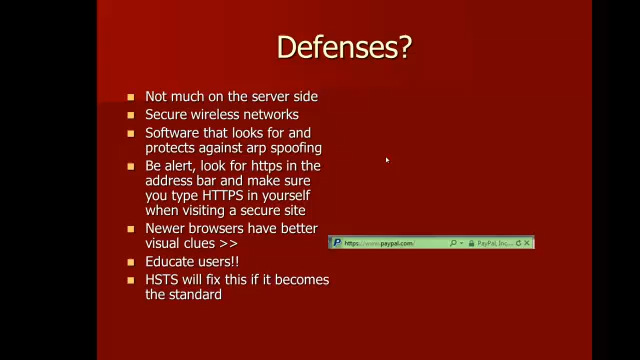 Defenses?
Not much on the server side
Secure wireless networks
Software that looks for and
protects against arp spoofing
Be alert, look for https in the
address bar and make sure
you type HTTPS in yourself
when visiting a secure site
Newer browsers have better
visual clues >>
https://www.paypal.com/
PayPal, Inc...
Educate users!!
HSTS will fix this if it becomes
the standard